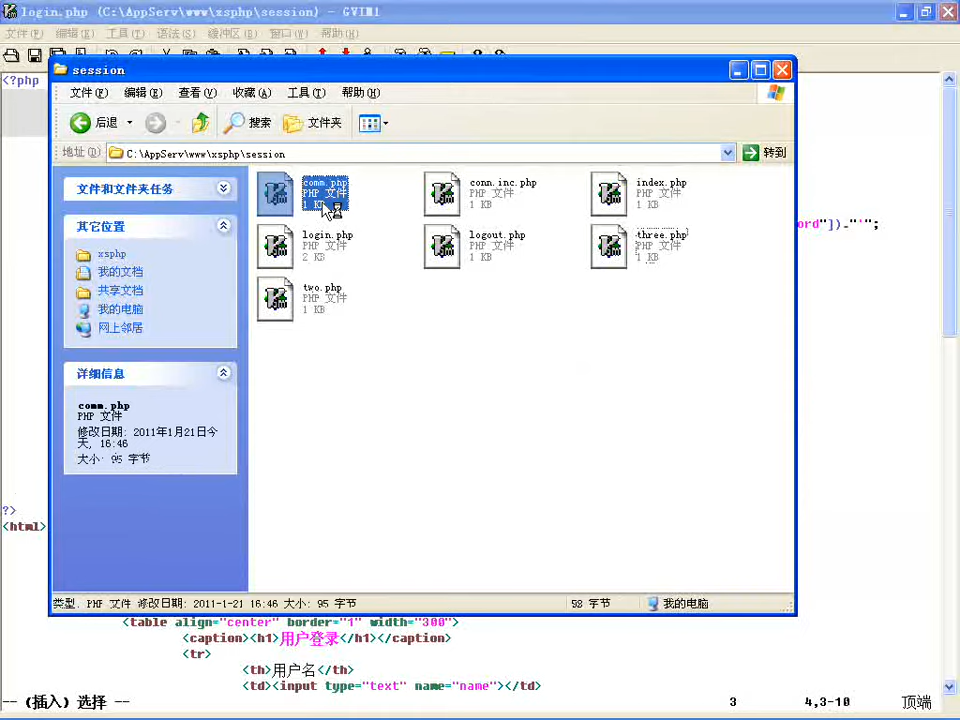 login.php (C:\AppServ\www\xsphp\session) - GVIM1
文件(F) 编辑(E) 工具(T) 语法(S) 缓冲区(B) 窗口(W) 帮助(H)
<?php
session
文件(F) 编辑(E) 查看(V) 收藏(A) 工具(T) 帮助(H)
后退 搜索 文件夹
地址(D) C:\AppServ\www\xsphp\session 转到
文件和文件夹任务
其它位置
xsphp
我的文档
共享文档
我的电脑
网上邻居
详细信息
comm.php
PHP 文件
修改日期: 2011年1月21日今
天, 16:46
大小: 95 字节
comm.php
PHP 文件
1 KB
conn.inc.php
PHP 文件
1 KB
index.php
PHP 文件
1 KB
login.php
PHP 文件
2 KB
logout.php
PHP 文件
1 KB
three.php
PHP 文件
1 KB
two.php
PHP 文件
1 KB
ord"])."'";
?>
<html>
类型: PHP 文件 修改日期: 2011-1-21 16:46 大小: 95 字节 98 字节 我的电脑
<table align="center" border="1" width="300">
<caption><h1>用户登录</h1></caption>
<tr>
<th>用户名</th>
<td><input type="text" name="name"></td>
-- (插入) 选择 -- 3 4,3-10 顶端